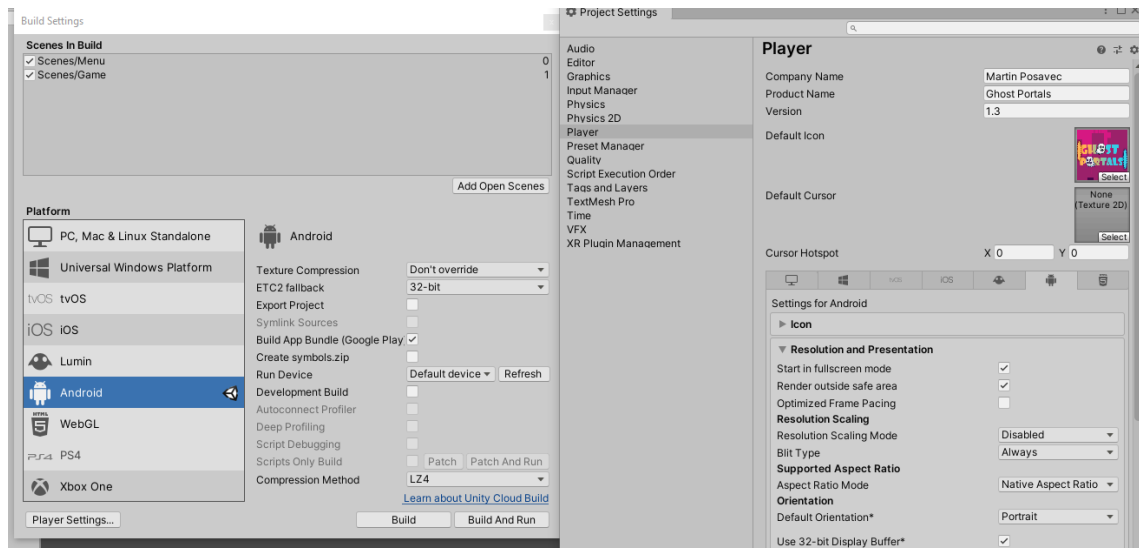 Build Settings
Scenes In Build
Scenes/Menu 0
Scenes/Game 1
Add Open Scenes
Platform
PC, Mac & Linux Standalone
Universal Windows Platform
tvOS tvOS
iOS iOS
Lumin
Android
HTML 5 WebGL
PS4 PS4
Xbox One
Player Settings...
Android
Texture Compression Don't override
ETC2 fallback 32-bit
Export Project
Symlink Sources
Build App Bundle (Google Play
Create symbols.zip
Run Device Default device Refresh
Development Build
Autoconnect Profiler
Deep Profiling
Script Debugging
Scripts Only Build Patch Patch And Run
Compression Method LZ4
Learn about Unity Cloud Build
Build Build And Run
Project Settings
Audio
Editor
Graphics
Input Manager
Physics
Physics 2D
Player
Preset Manager
Quality
Script Execution Order
Tags and Layers
TextMesh Pro
Time
VFX
XR Plugin Management
Player
Company Name Martin Posavec
Product Name Ghost Portals
Version 1.3
Default Icon
GHOST
PORTALS
Select
Default Cursor
None
(Texture 2D)
Select
Cursor Hotspot X 0 Y 0
tvOS iOS 5
Settings for Android
Icon
Resolution and Presentation
Start in fullscreen mode
Render outside safe area
Optimized Frame Pacing
Resolution Scaling
Resolution Scaling Mode Disabled
Blit Type Always
Supported Aspect Ratio
Aspect Ratio Mode Native Aspect Ratio
Orientation
Default Orientation* Portrait
Use 32-bit Display Buffer*